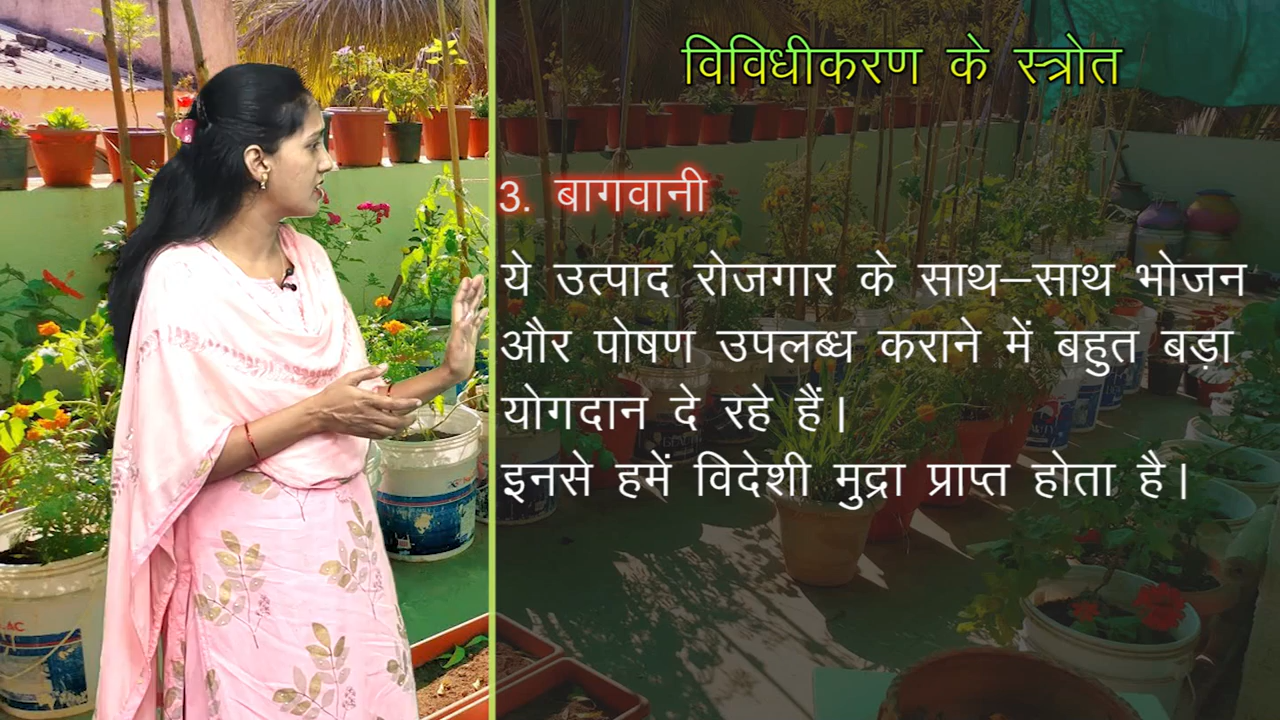 विविधीकरण के स्त्रोत
3. बागवानी
ये उत्पाद रोजगार के साथ–साथ भोजन
और पोषण उपलब्ध कराने में बहुत बड़ा
योगदान दे रहे हैं।
इनसे हमें विदेशी मुद्रा प्राप्त होता है।